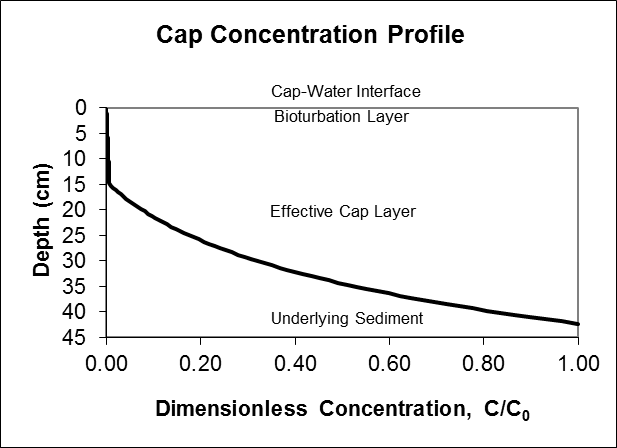 Cap Concentration Profile
Cap-Water Interface
Bioturbation Layer
Effective Cap Layer
Underlying Sediment
Depth (cm)
0
5
10
15
20
25
30
35
40
45
0.00 0.20 0.40 0.60 0.80 1.00
Dimensionless Concentration, C/C₀